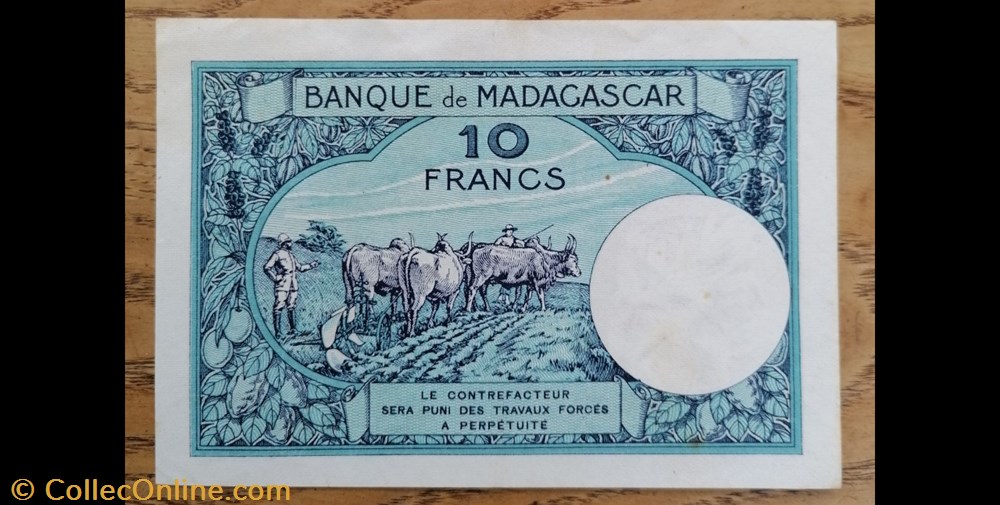 BANQUE de MADAGASCAR
10
FRANCS
LE CONTREFACTEUR
SERA PUNI DES TRAVAUX FORCÉS
A PERPÉTUITÉ
© CollecOnline.com